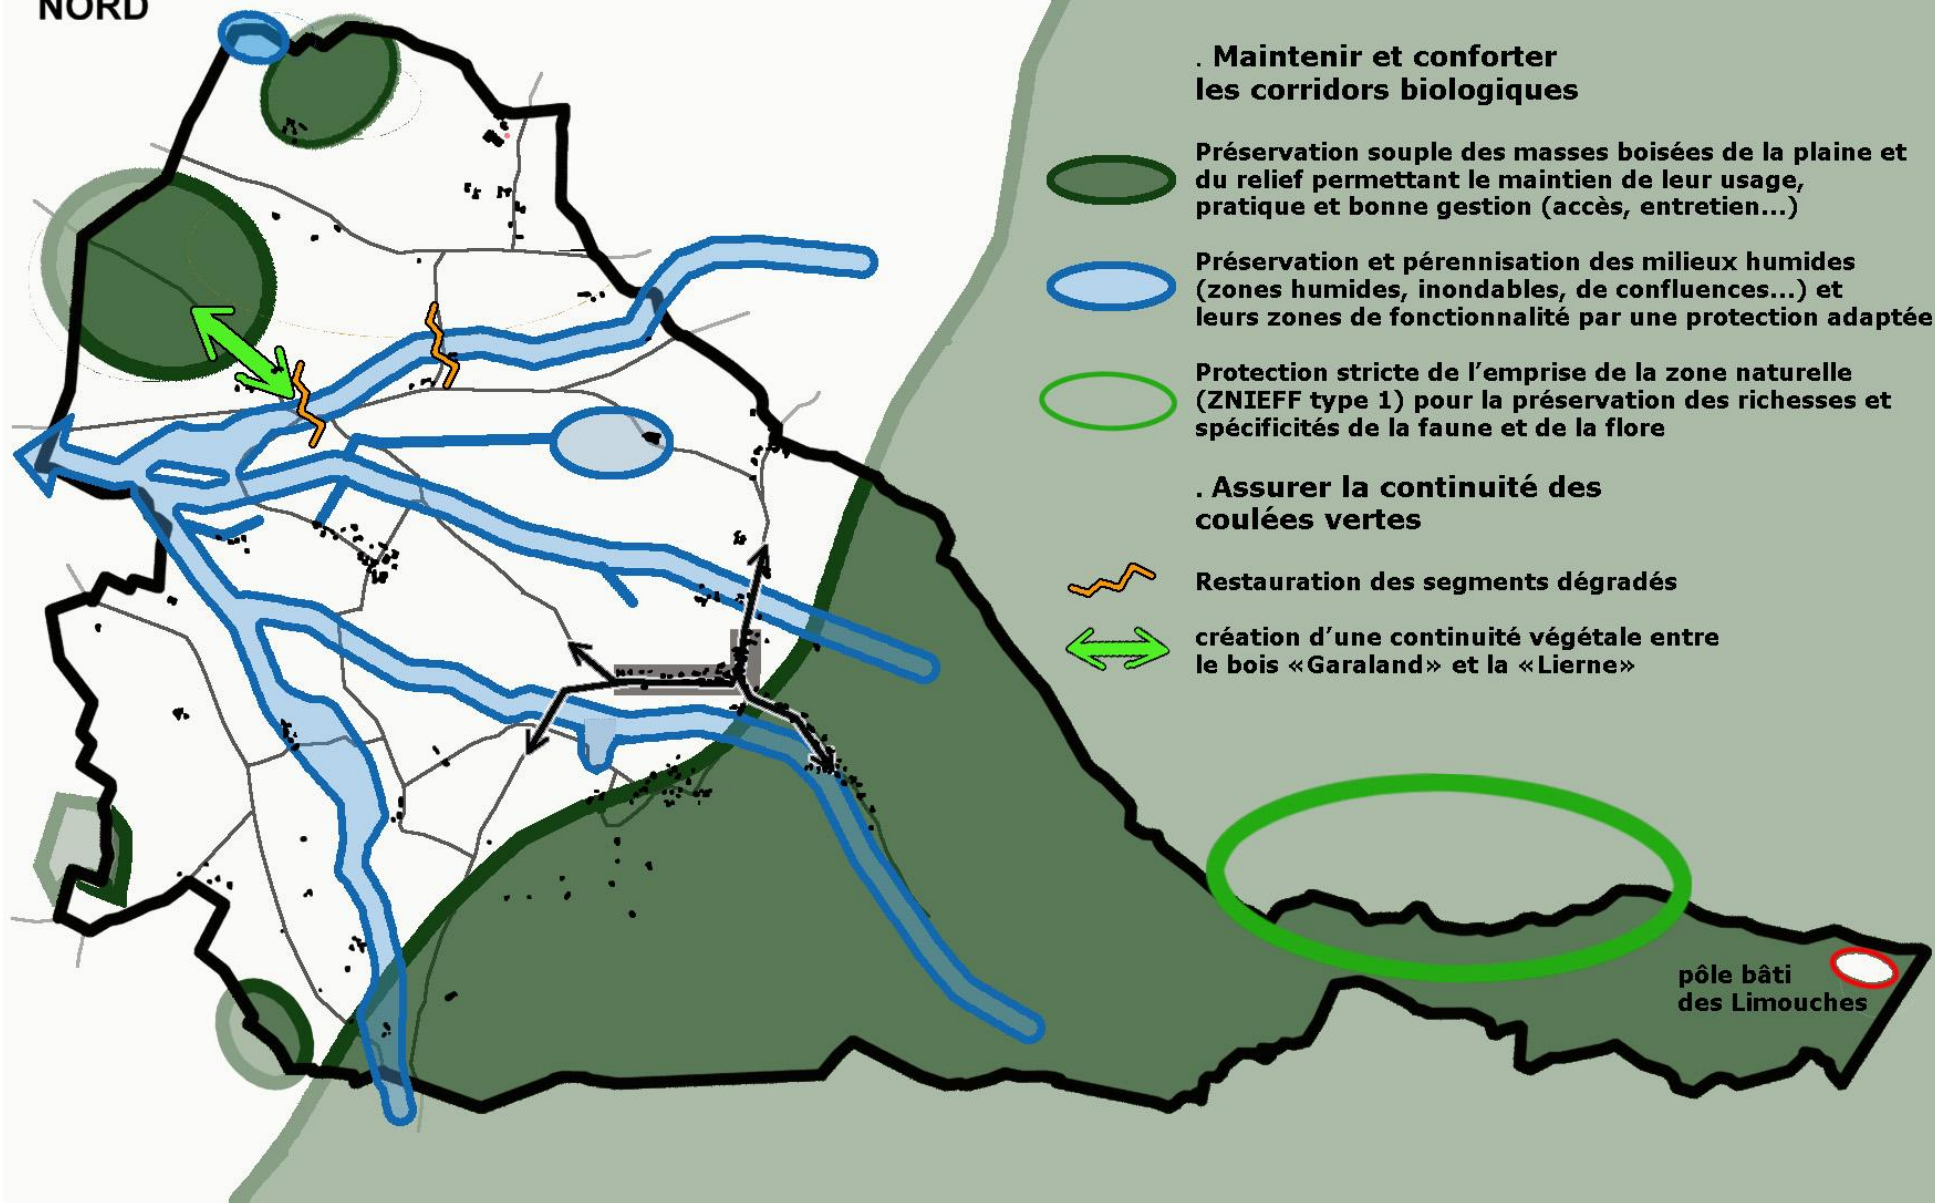 NORD
. Maintenir et conforter
les corridors biologiques
Préservation souple des masses boisées de la plaine et
du relief permettant le maintien de leur usage,
pratique et bonne gestion (accès, entretien...)
Préservation et pérennisation des milieux humides
(zones humides, inondables, de confluences...) et
leurs zones de fonctionnalité par une protection adaptée
Protection stricte de l'emprise de la zone naturelle
(ZNIEFF type 1) pour la préservation des richesses et
spécificités de la faune et de la flore
. Assurer la continuité des
coulées vertes
Restauration des segments dégradés
création d'une continuité végétale entre
le bois «Garaland» et la «Lierne»
pôle bâti
des Limouches